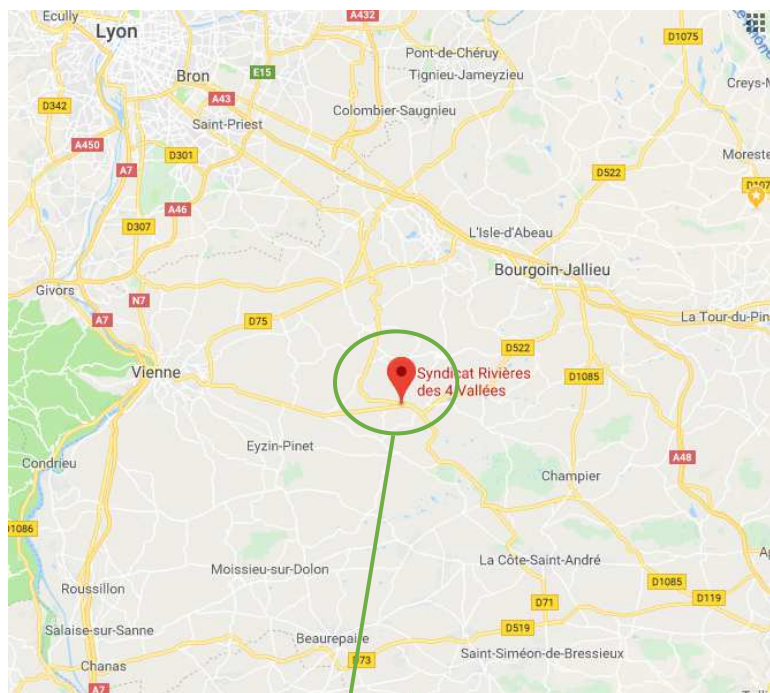 Ecully
A432
Lyon
D1075
Pont-de-Chéruy
E15
Tignieu-Jameyzieu
Bron
Creys-M
A43
D342
Colombier-Saugnieu
Saint-Priest
A450
D301
Moreste
A7
D522
A46
D307
L'Isle-d'Abeau
Bourgoin-Jallieu
Givors
N7
A7
D75
La Tour-du-Pin
D522
Vienne
Syndicat Rivières
des 4 Vallées
D1085
Eyzin-Pinet
Condrieu
A48
Champier
D1086
La Côte-Saint-André
Moissieu-sur-Dolon
D1085
Roussillon
D71
D119
Salaise-sur-Sanne
D519
Beaurepaire
Saint-Siméon-de-Bressieux
D73
Chanas
A7